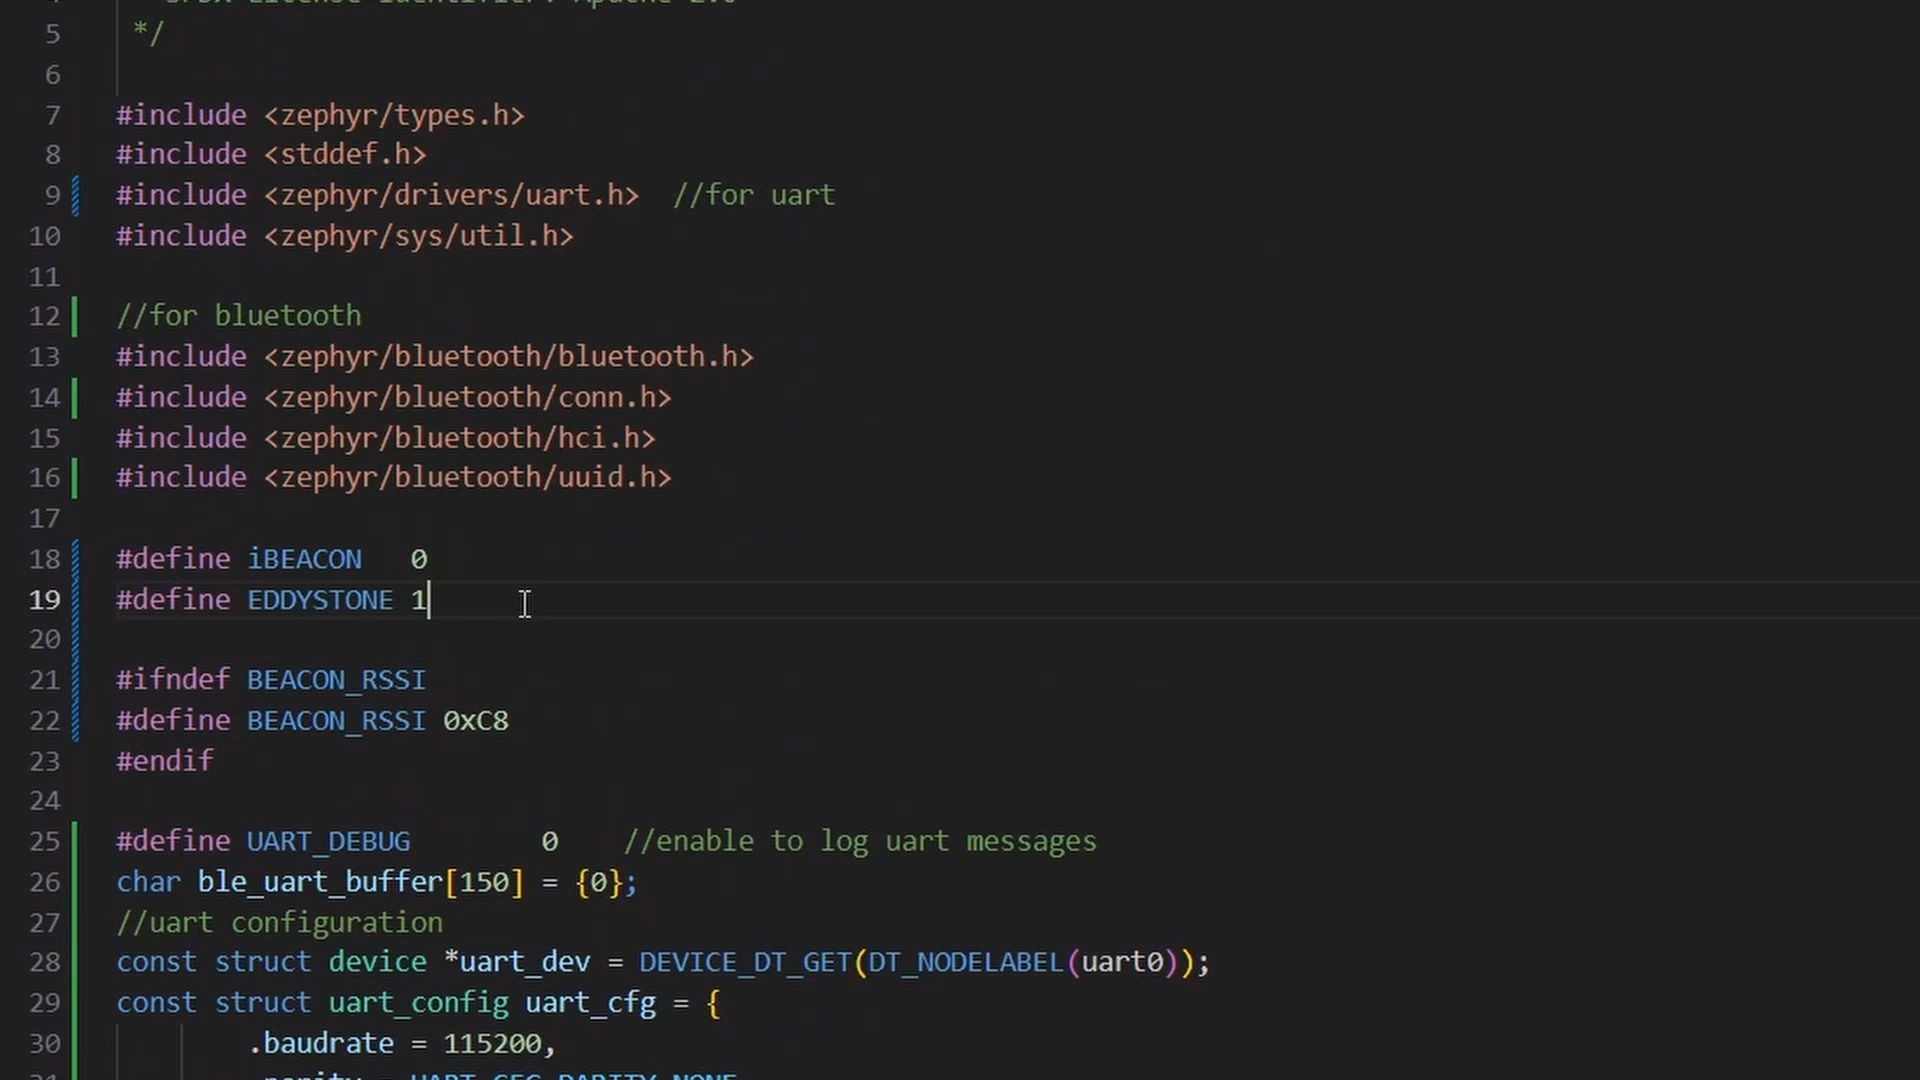 5 */
6
7 #include <zephyr/types.h>
8 #include <stddef.h>
9 #include <zephyr/drivers/uart.h>  //for uart
10 #include <zephyr/sys/util.h>
11
12 //for bluetooth
13 #include <zephyr/bluetooth/bluetooth.h>
14 #include <zephyr/bluetooth/conn.h>
15 #include <zephyr/bluetooth/hci.h>
16 #include <zephyr/bluetooth/uuid.h>
17
18 #define iBEACON   0
19 #define EDDYSTONE 1
20
21 #ifndef BEACON_RSSI
22 #define BEACON_RSSI 0xC8
23 #endif
24
25 #define UART_DEBUG        0    //enable to log uart messages
26 char ble_uart_buffer[150] = {0};
27 //uart configuration
28 const struct device *uart_dev = DEVICE_DT_GET(DT_NODELABEL(uart0));
29 const struct uart_config uart_cfg = {
30         .baudrate = 115200,